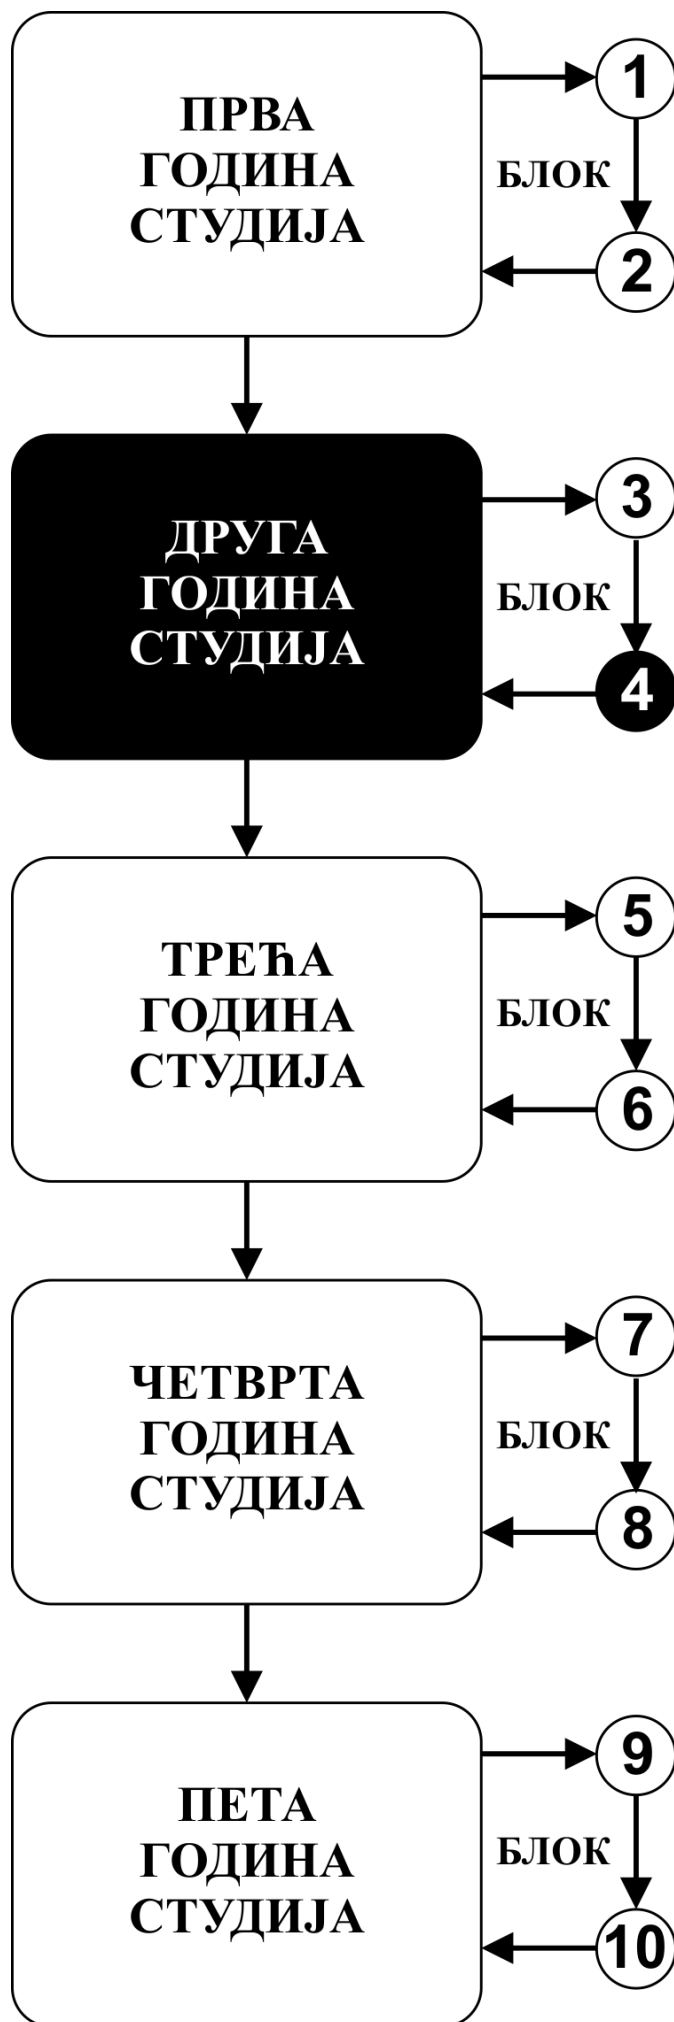 ПРВА
ГОДИНА
СТУДИЈА
1
БЛОК
2
ДРУГА
ГОДИНА
СТУДИЈА
3
БЛОК
4
ТРЕЋА
ГОДИНА
СТУДИЈА
5
БЛОК
6
ЧЕТВРТА
ГОДИНА
СТУДИЈА
7
БЛОК
8
ПЕТА
ГОДИНА
СТУДИЈА
9
БЛОК
10